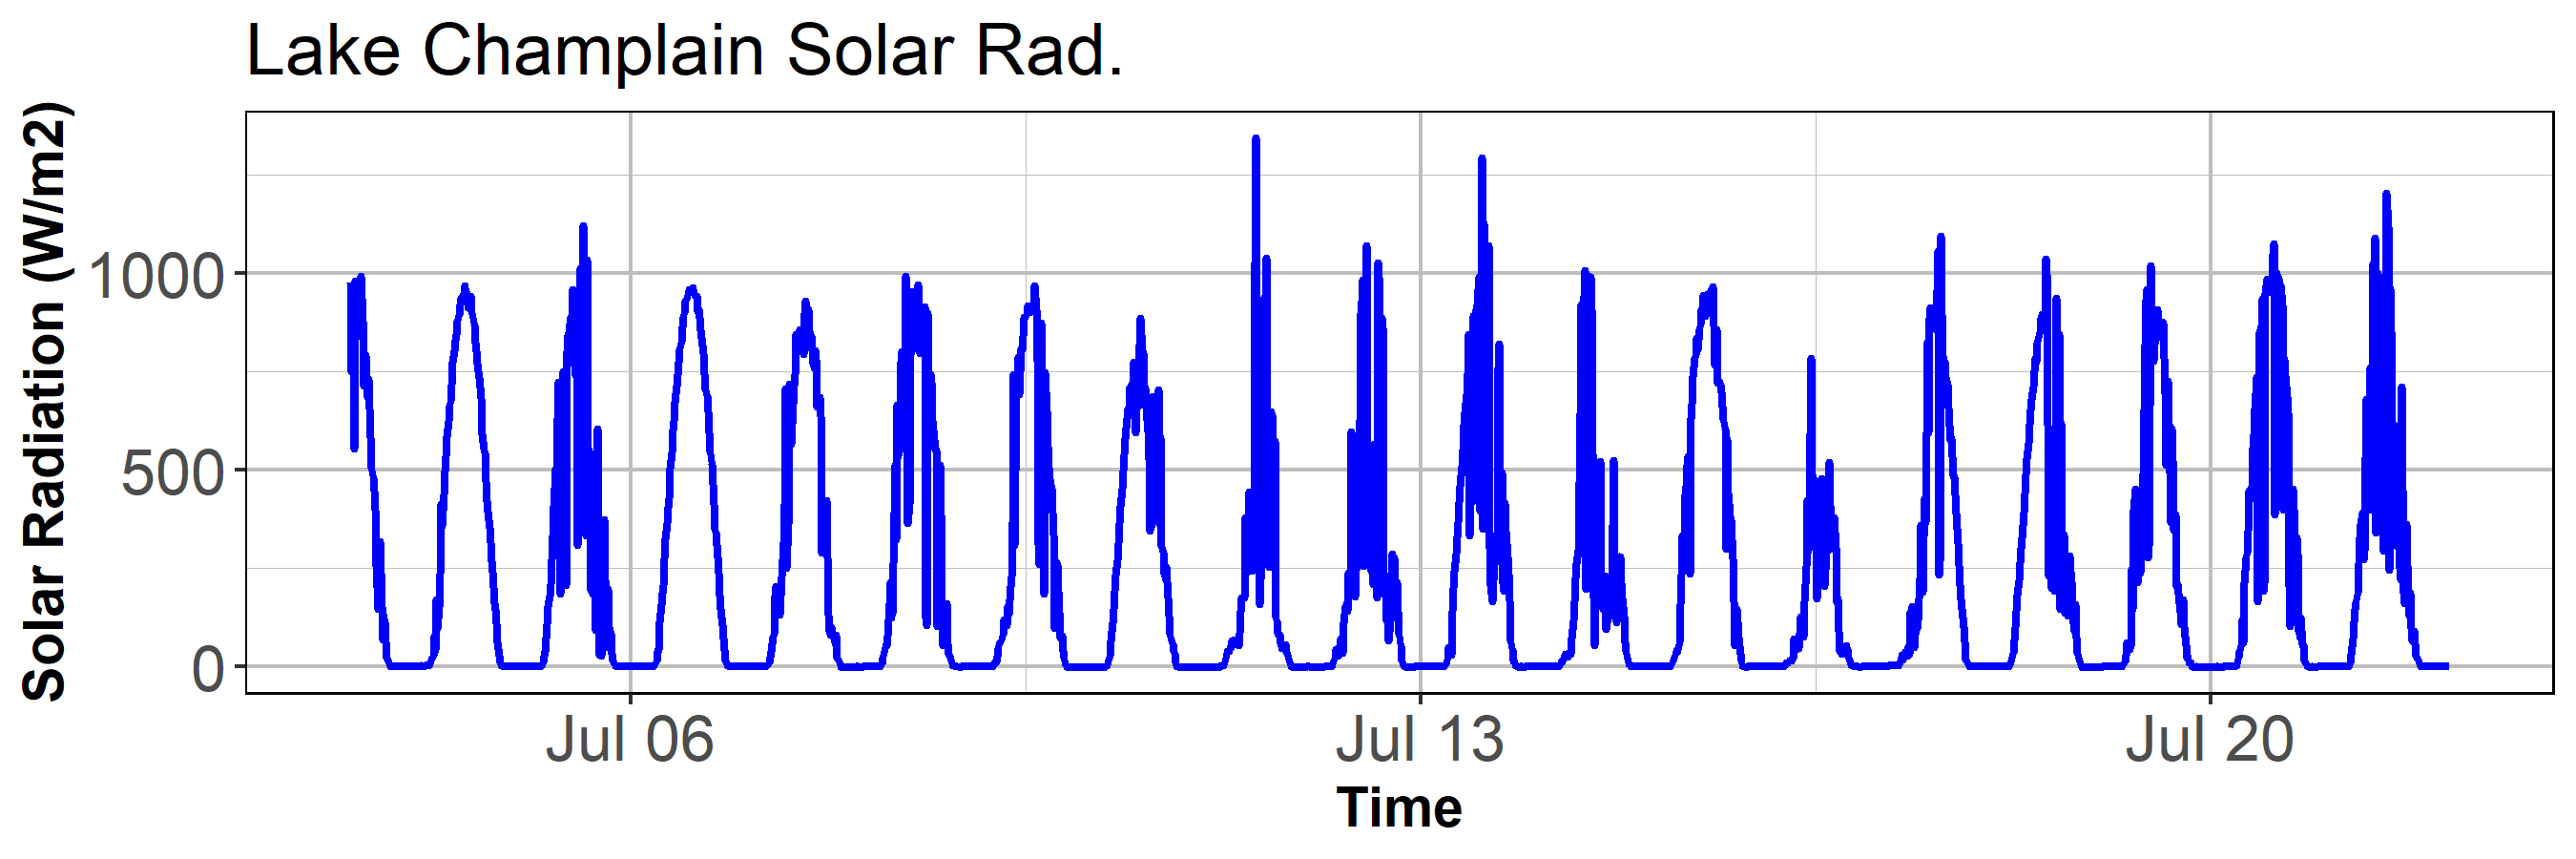 Lake Champlain Solar Rad.
Solar Radiation (W/m2)
1000
500
0
Jul 06
Jul 13
Jul 20
Time